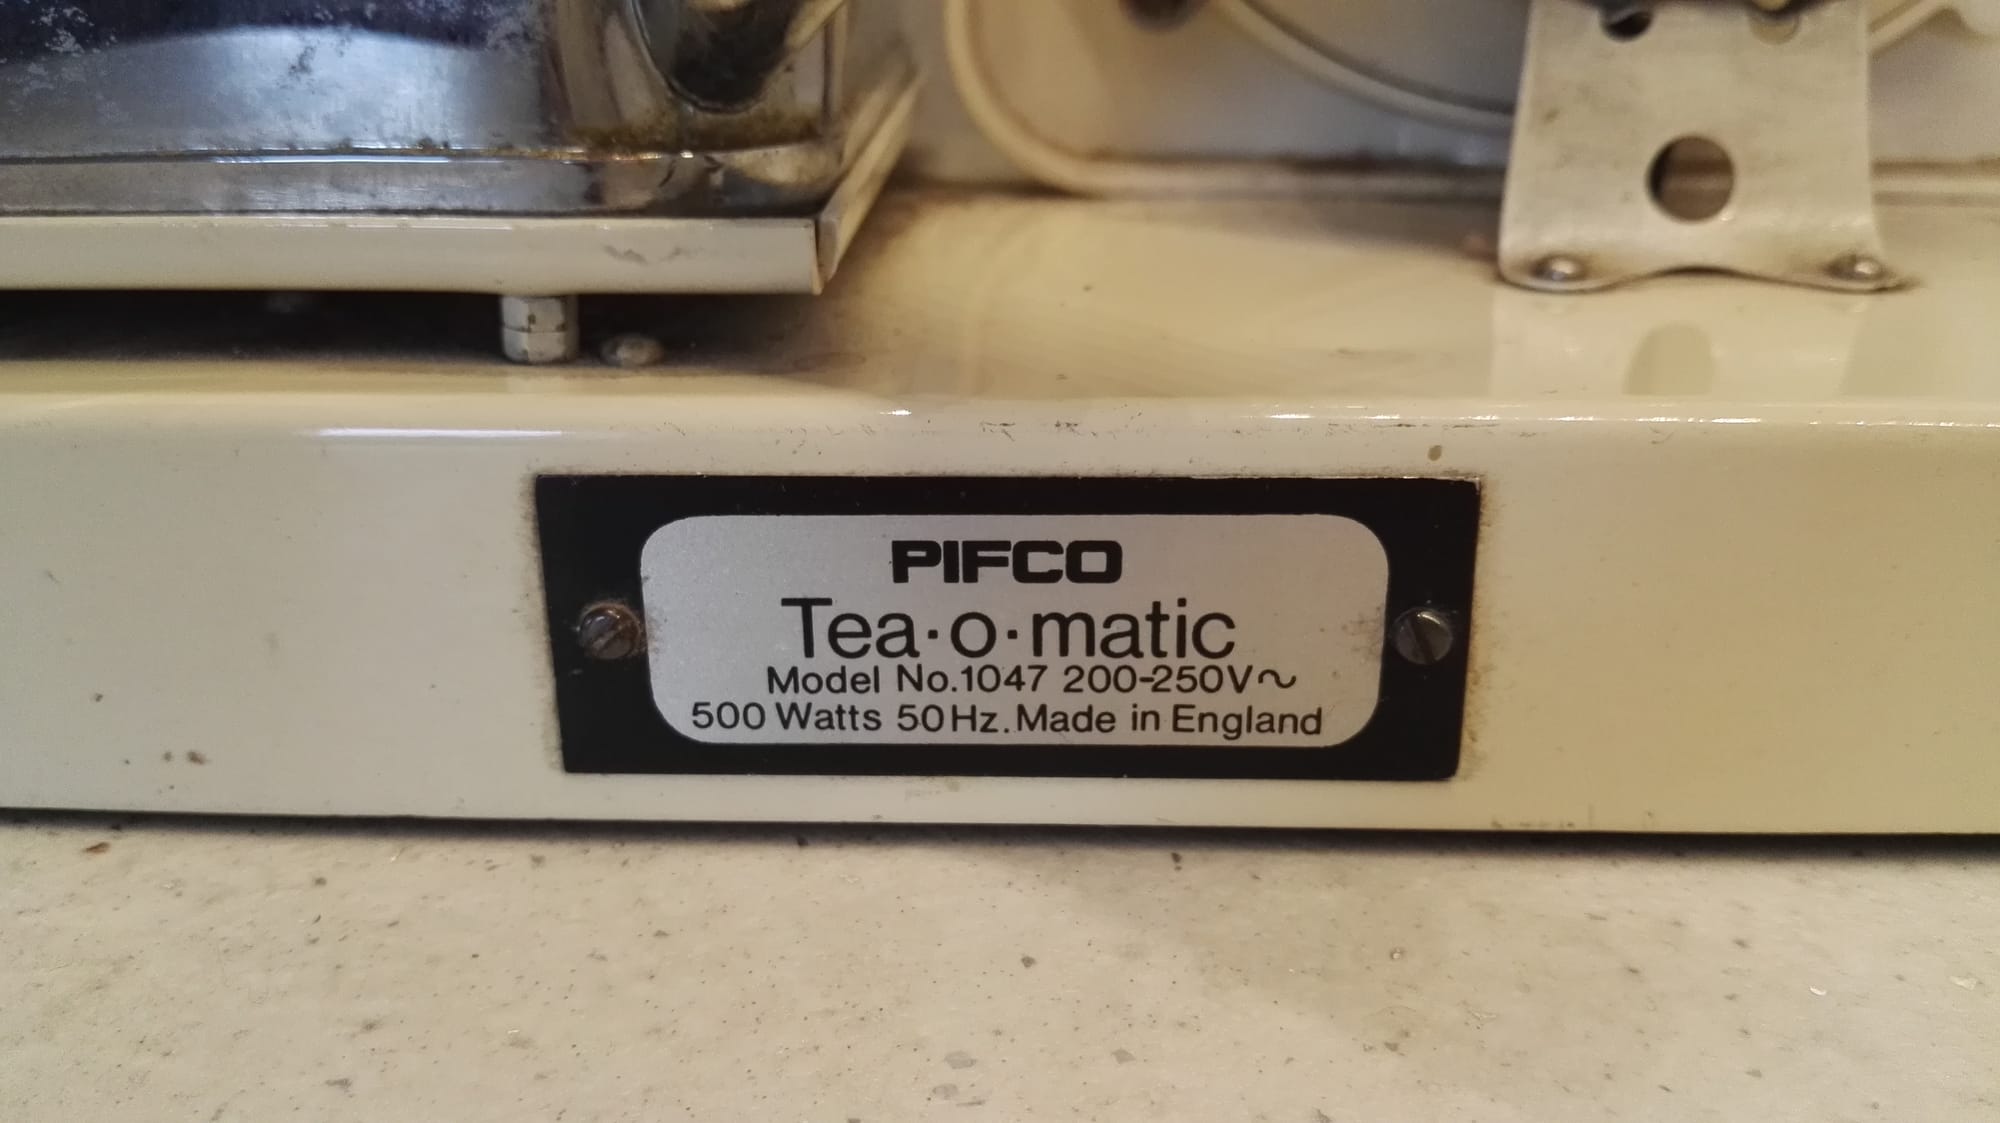 PIFCO
Tea·o·matic
Model No.1047 200-250V~
500 Watts 50Hz. Made in England